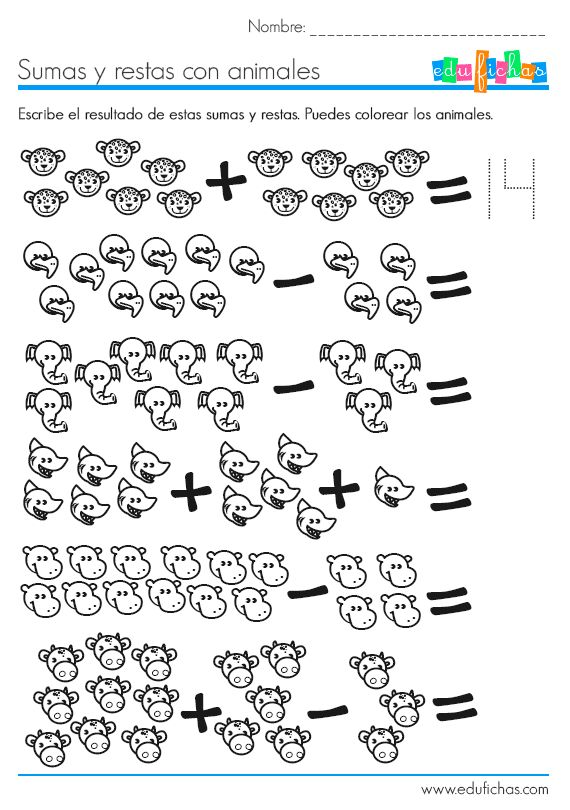 Nombre: ___________________________
Sumas y restas con animales
edufichas
Escribe el resultado de estas sumas y restas. Puedes colorear los animales.
+ = 14
− =
− =
+ + =
− =
+ − =
www.edufichas.com